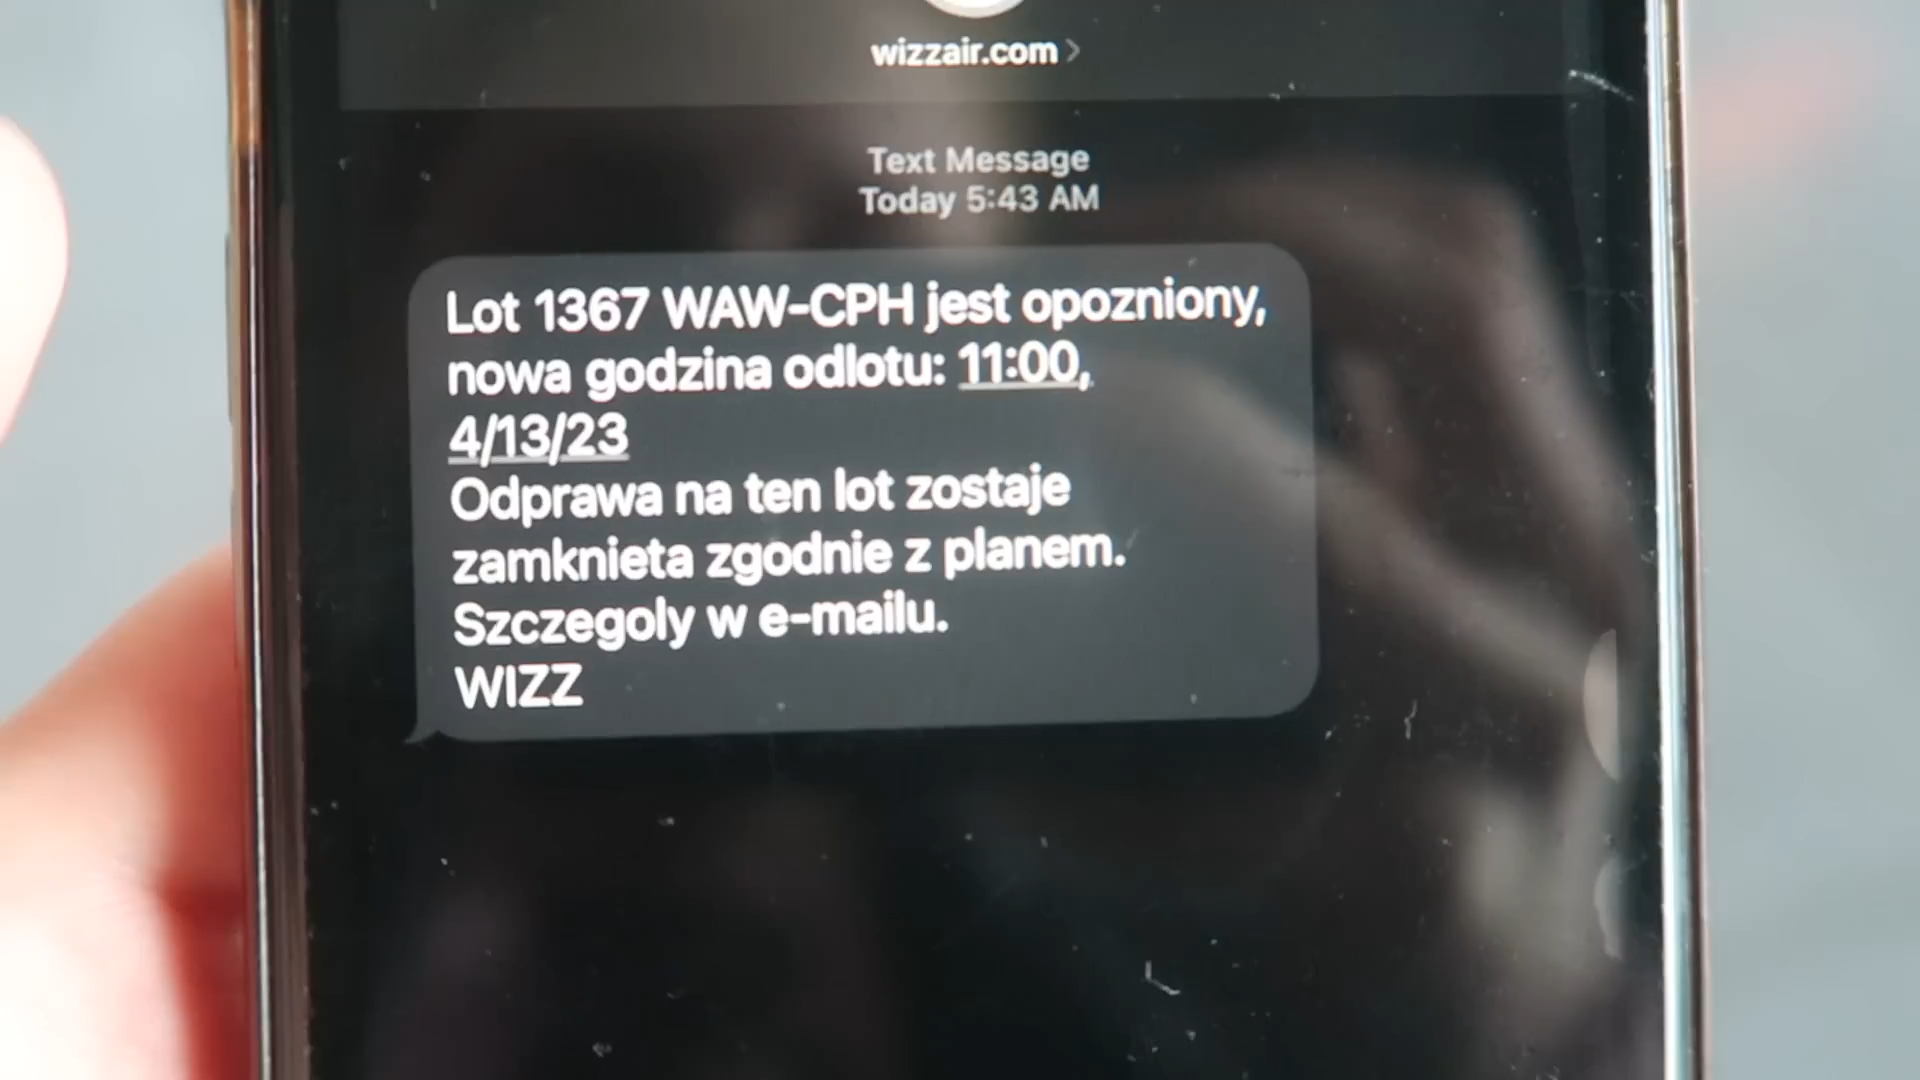 wizzair.com
Text Message
Today 5:43 AM
Lot 1367 WAW-CPH jest opozniony,
nowa godzina odlotu: 11:00,
4/13/23
Odprawa na ten lot zostaje
zamknieta zgodnie z planem.
Szczegoly w e-mailu.
WIZZ